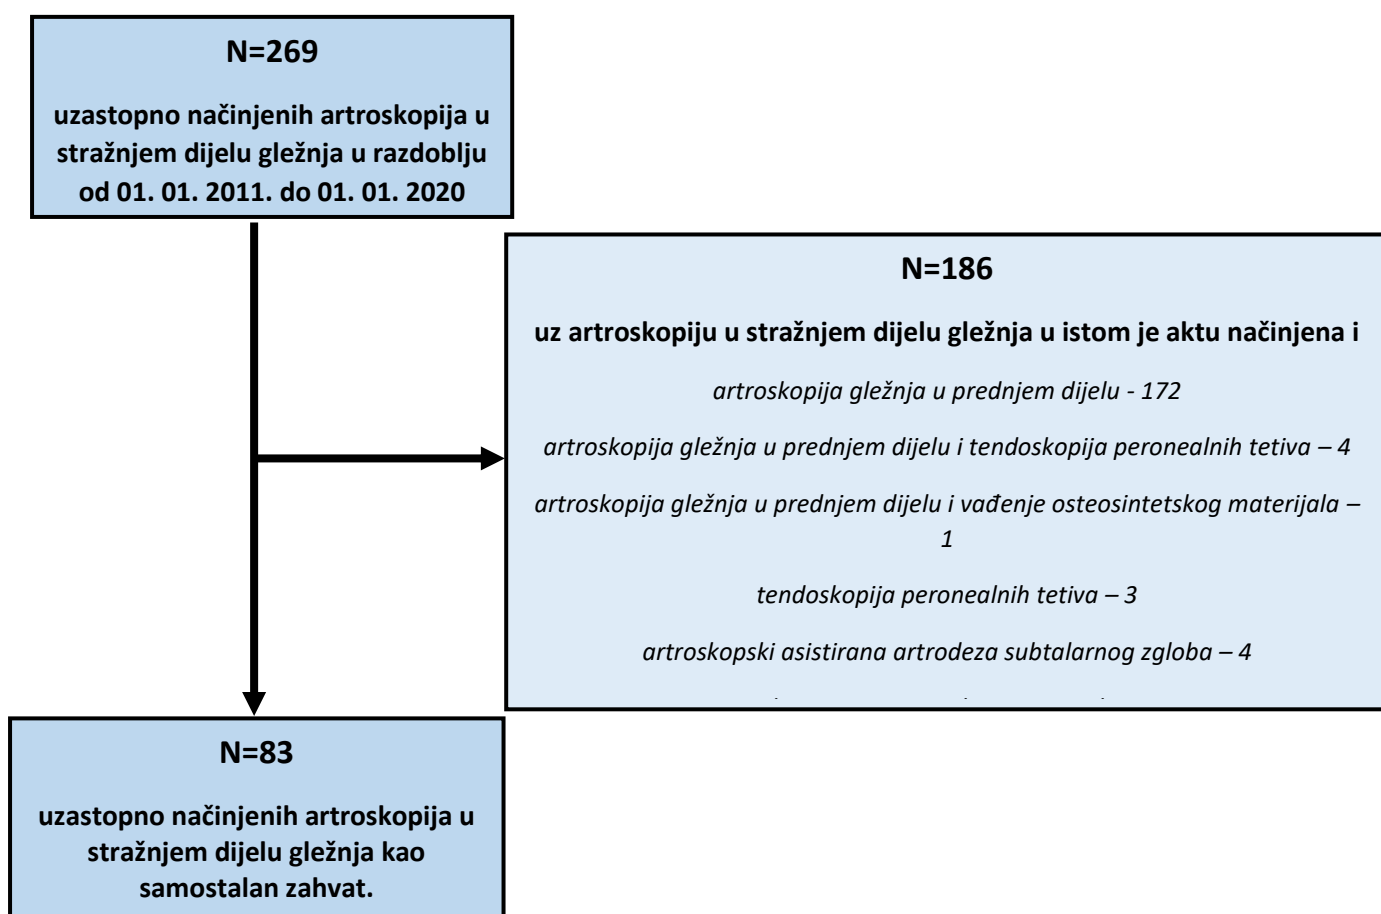 N=269
uzastopno načinjenih artroskopija u
stražnjem dijelu gležnja u razdoblju
od 01. 01. 2011. do 01. 01. 2020
N=186
uz artroskopiju u stražnjem dijelu gležnja u istom je aktu načinjena i
artroskopija gležnja u prednjem dijelu - 172
artroskopija gležnja u prednjem dijelu i tendoskopija peronealnih tetiva – 4
artroskopija gležnja u prednjem dijelu i vađenje osteosintetskog materijala –
1
tendoskopija peronealnih tetiva – 3
artroskopski asistirana artrodeza subtalarnog zgloba – 4
N=83
uzastopno načinjenih artroskopija u
stražnjem dijelu gležnja kao
samostalan zahvat.